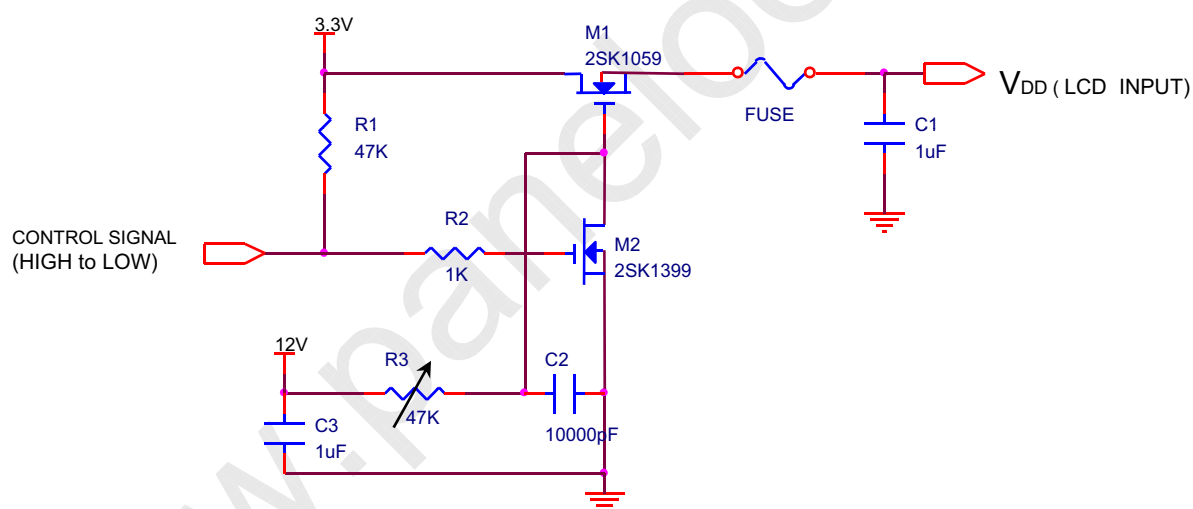 3.3V
M1
2SK1059
VDD ( LCD INPUT)
FUSE
R1
47K
C1
1uF
R2
1K
CONTROL SIGNAL
(HIGH to LOW)
M2
2SK1399
12V
R3
47K
C2
10000pF
C3
1uF
w.paneloo